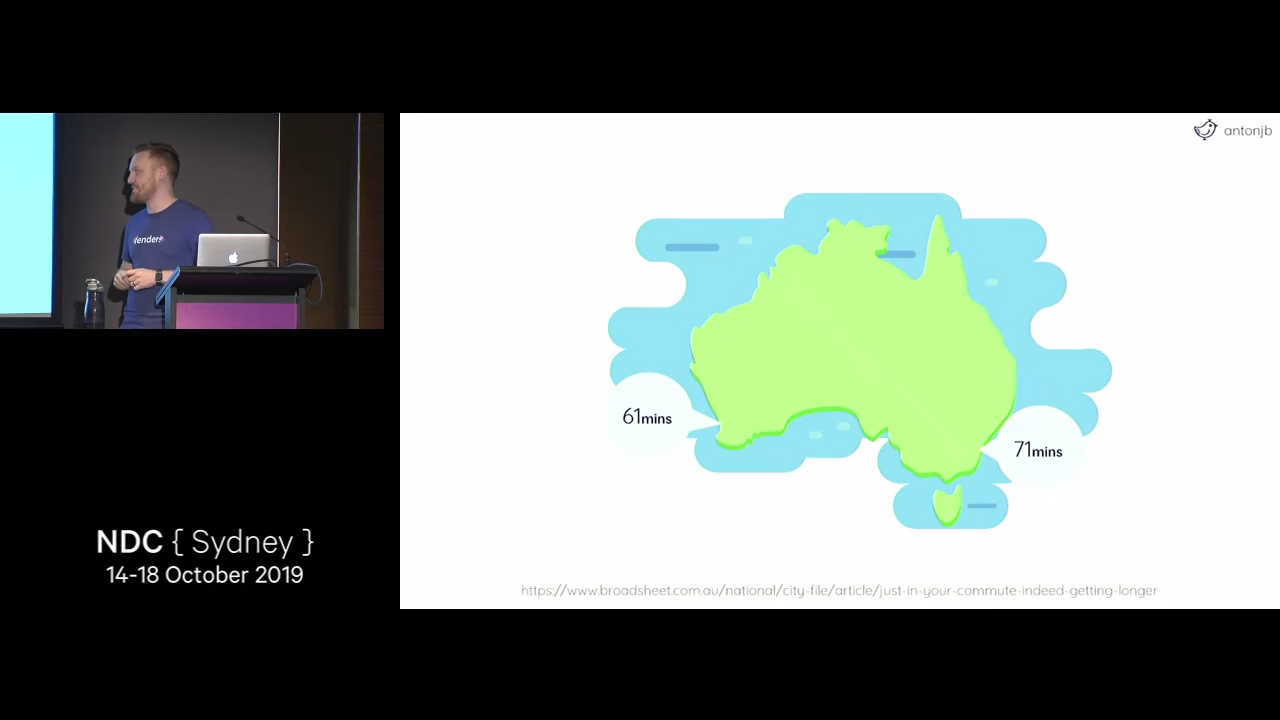 antonjb
61mins
71mins
https://www.broadsheet.com.au/national/city-file/article/just-in-your-commute-indeed-getting-longer
NDC { Sydney }
14-18 October 2019